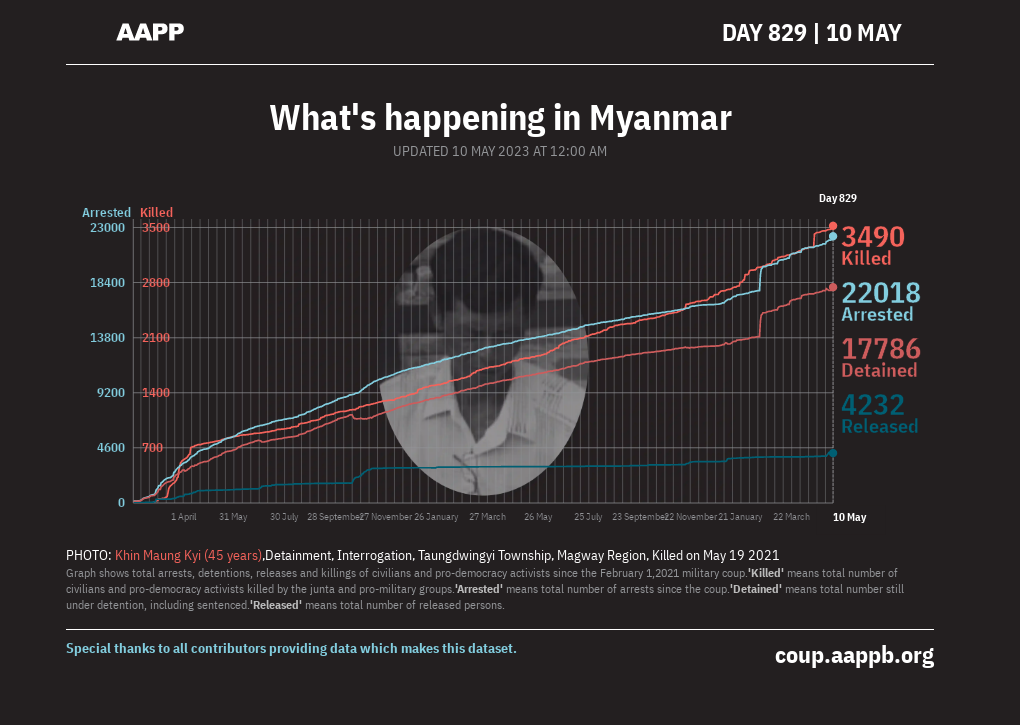 AAPP
DAY 829 | 10 MAY
What's happening in Myanmar
UPDATED 10 MAY 2023 AT 12:00 AM
Day 829
Arrested Killed
23000 3500
18400 2800
13800 2100
9200 1400
4600 700
0
3490
Killed
22018
Arrested
17786
Detained
4232
Released
1 April 31 May 30 July 28 September 27 November 26 January 27 March 26 May 25 July 23 September 22 November 21 January 22 March 10 May
PHOTO: Khin Maung Kyi (45 years),Detainment, Interrogation, Taungdwingyi Township, Magway Region, Killed on May 19 2021
Graph shows total arrests, detentions, releases and killings of civilians and pro-democracy activists since the February 1,2021 military coup.'Killed' means total number of
civilians and pro-democracy activists killed by the junta and pro-military groups.'Arrested' means total number of arrests since the coup.'Detained' means total number still
under detention, including sentenced.'Released' means total number of released persons.
Special thanks to all contributors providing data which makes this dataset.
coup.aappb.org